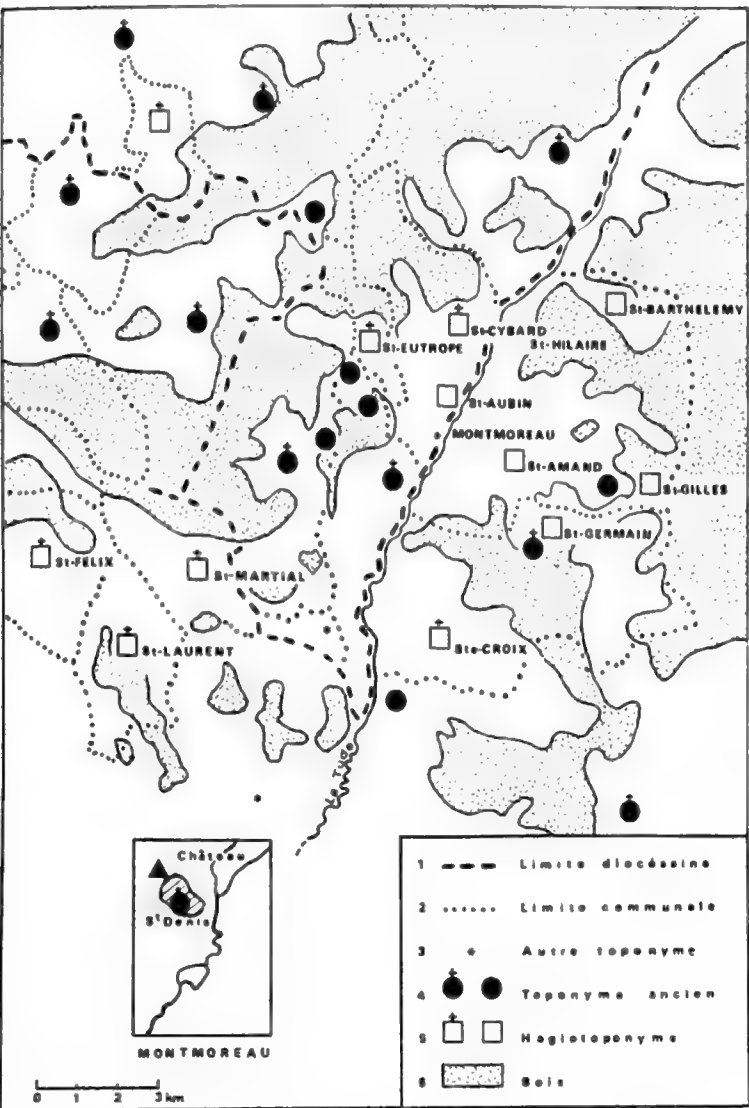 St-BARTHELEMY
St-CYBARD
St-EUTROPE
St-HILAIRE
St-AUBIN
MONTMOREAU
St-AMAND
St-GILLES
St-GERMAIN
St-FELIX
St-MARTIAL
Ste-CROIX
St-LAURENT
La Tude
Château
St Denis
MONTMOREAU
0 1 2 3 km
1 Limite diocésaine
2 Limite communale
3 Autre toponyme
4 Toponyme ancien
5 Hagiotoponyme
6 Bois